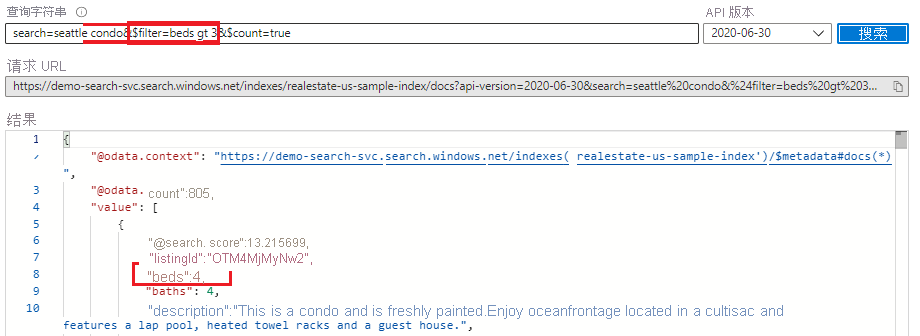 查询字符串
API 版本
search=seattle condo&$filter=beds gt 3&$count=true
2020-06-30
搜索
请求 URL
https://demo-search-svc.search.windows.net/indexes/realestate-us-sample-index/docs?api-version=2020-06-30&search=seattle%20condo&%24filter=beds%20gt%203...
结果
1 {
"@odata.context": "https://demo-search-svc.search.windows.net/indexes( realestate-us-sample-index')/$metadata#docs(*)
",
3 "@odata. count":805,
4 "value": [
5 {
6 "@search. score":13.215699,
7 "listingId":"OTM4MjMyNw2",
8 "beds":4,
9 "baths": 4,
10 "description":"This is a condo and is freshly painted.Enjoy oceanfrontage located in a cultisac and
features a lap pool, heated towel racks and a guest house.",